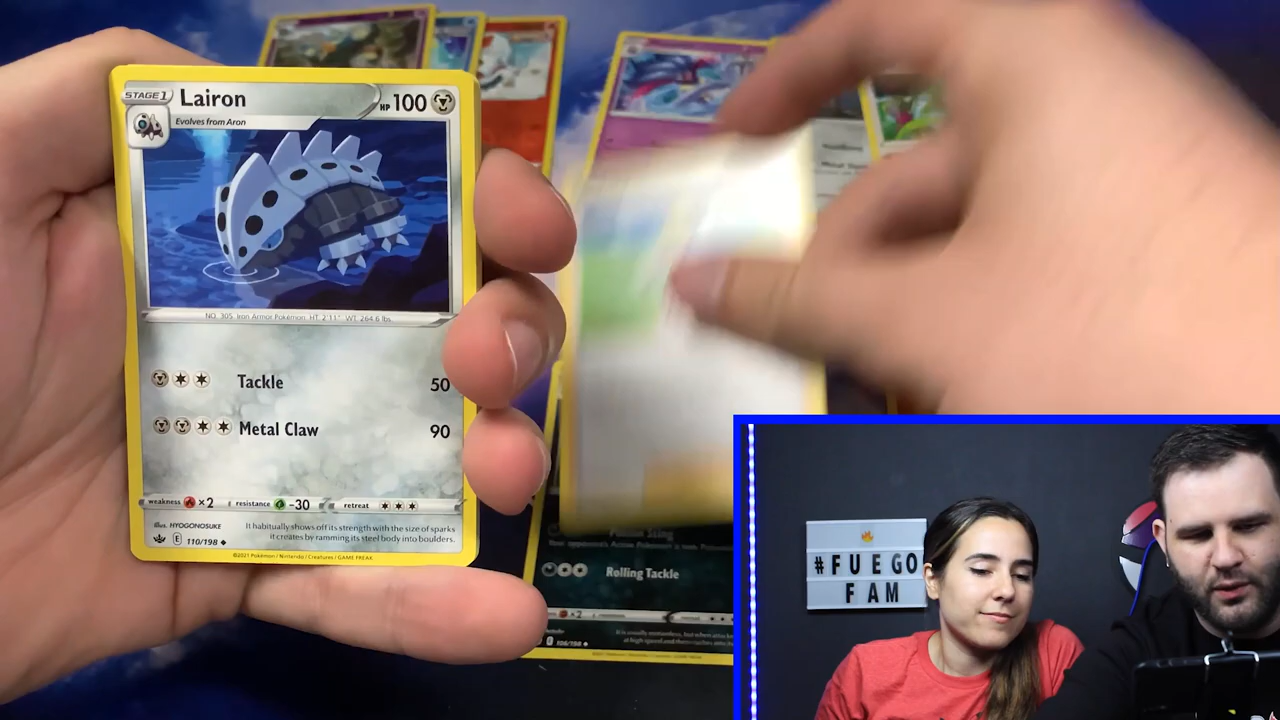 STAGE 1
Lairon
HP 100
Evolves from Aron
NO. 305 Iron Armor Pokémon HT. 2'11" WT. 264.6 lbs.
Tackle 50
Metal Claw 90
weakness ×2 resistance -30 retreat
Illus. HYOGONOSUKE
It habitually shows off its strength with the size of sparks
it creates by ramming its steel body into boulders.
E 110/198
©2021 Pokémon / Nintendo / Creatures / GAME FREAK
Rolling Tackle
×2
106/198
#FUEGO
FAM